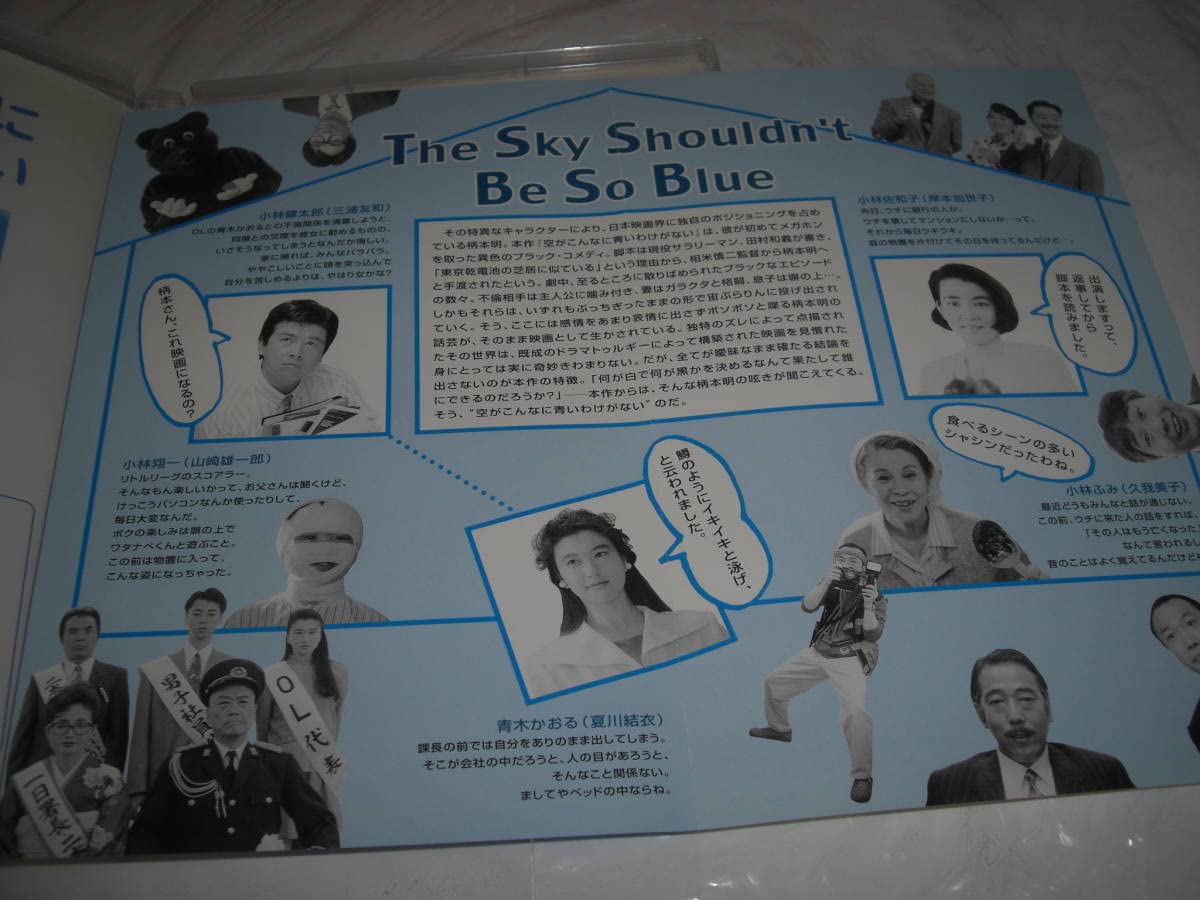 に
い
The Sky Shouldn't
Be So Blue
小林健太郎（三浦友和）
OLの青木かおるとの不倫関係を清算しようと、
同僚との交際を彼女に勧めるものの、
いざそうなってしまうとなんだか悔しい。
家に帰れば、みんなバラバラ。
ややこしいことに頭を突っ込んで
自分を苦しめるよりは、やはり女かな?
柄本さん、これ映画になるの?
その特異なキャラクターにより、日本映画界に独自のポジショニングを占め
ている柄本明。本作『空がこんなに青いわけがない』は、彼が初めてメガホン
を取った異色のブラック・コメディ。脚本は現役サラリーマン、田村和義が書き、
「東京乾電池の芝居に似ている」という理由から、相米慎二監督から柄本明へ
と手渡されたという。劇中、至るところに散りばめられたブラックなエピソード
の数々。不倫相手は主人公に噛み付き、妻はガラクタと格闘、息子は塀の上…。
しかもそれらは、いずれもぶっちぎったままの形で宙ぶらりんに投げ出され
ていく。そう、ここには感情をあまり表情に出さずボソボソと喋る柄本明の
話芸が、そのまま映画として生かされている。独特のズレによって点描され
たその世界は、既成のドラマトゥルギーによって構築された映画を見慣れた
身にとっては実に奇妙きわまりない。だが、全てが曖昧なまま確たる結論を
出さないのが本作の特徴。「何が白で何が黒かを決めるなんて果たして誰
にできるのだろうか?」――本作からは、そんな柄本明の呟きが聞こえてくる。
そう、“空がこんなに青いわけがない”のだ。
小林佐和子（岸本加世子）
先日、ウチに銀行の人が。
ウチを壊してマンションにしないか…って。
それから毎日ウキウキ。
庭の物置を片付けてその日を待ってるんだけど…。
出演しますって、
返事してから
脚本を読みました。
食べるシーンの多い
シャシンだったわね。
小林ふみ（久我美子）
最近どうもみんなと話が通じない。
この前、ウチに来た人の話をすれば、
「その人はもう亡くなった
なんて言われるし
昔のことはよく覚えてるんだけど
小林翔一（山崎雄一郎）
リトルリーグのスコアラー。
そんなもん楽しいかって、お父さんは聞くけど、
けっこうパソコンなんか使ったりして、
毎日大変なんだ。
ボクの楽しみは塀の上で
ワタナベくんと遊ぶこと。
この前は物置に入って、
こんな姿になっちゃった。
鱒のようにイキイキと泳げ、
と云われました。
青木かおる（夏川結衣）
課長の前では自分をありのまま出してしまう。
そこが会社の中だろうと、人の目があろうと、
そんなこと関係ない。
ましてやベッドの中ならね。
男子社員
OL代表
一日署長